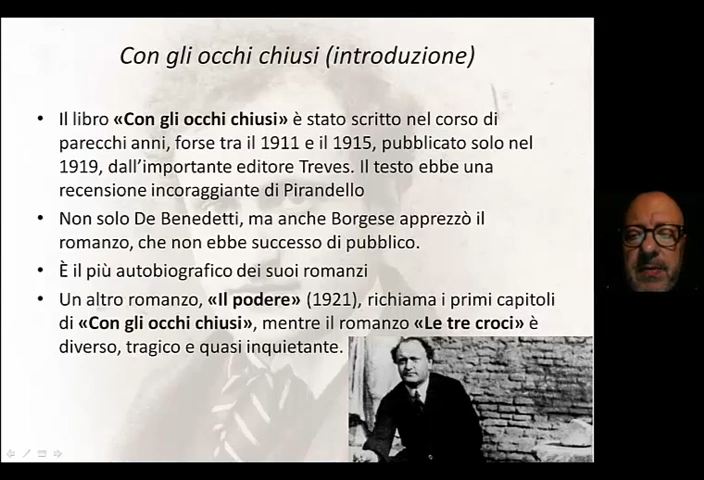 Con gli occhi chiusi (introduzione)
• Il libro «Con gli occhi chiusi» è stato scritto nel corso di
parecchi anni, forse tra il 1911 e il 1915, pubblicato solo nel
1919, dall'importante editore Treves. Il testo ebbe una
recensione incoraggiante di Pirandello
• Non solo De Benedetti, ma anche Borgese apprezzò il
romanzo, che non ebbe successo di pubblico.
• È il più autobiografico dei suoi romanzi
• Un altro romanzo, «Il podere» (1921), richiama i primi capitoli
di «Con gli occhi chiusi», mentre il romanzo «Le tre croci» è
diverso, tragico e quasi inquietante.